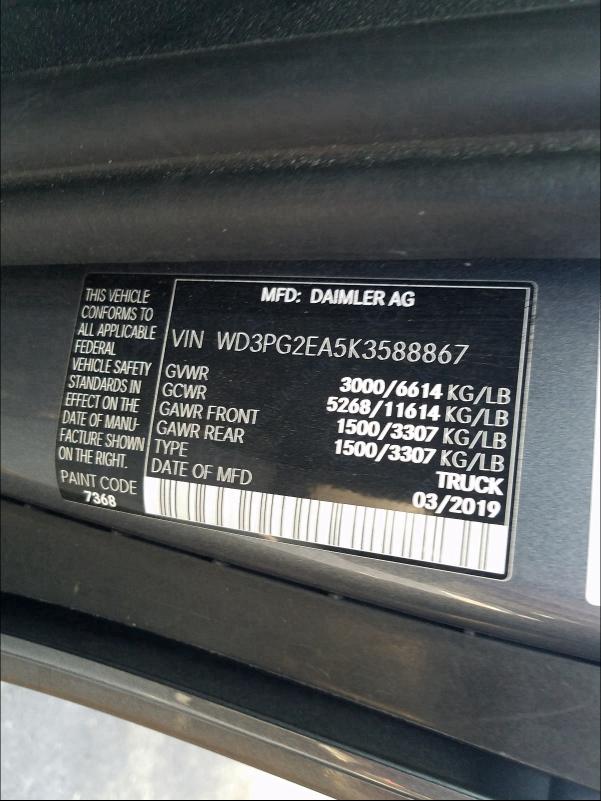 THIS VEHICLE
CONFORMS TO
ALL APPLICABLE
FEDERAL
VEHICLE SAFETY
STANDARDS IN
EFFECT ON THE
DATE OF MANU-
FACTURE SHOWN
ON THE RIGHT.
PAINT CODE
7368
MFD: DAIMLER AG
VIN WD3PG2EA5K3588867
GVWR 3000/6614 KG/LB
GCWR 5268/11614 KG/LB
GAWR FRONT 1500/3307 KG/LB
GAWR REAR 1500/3307 KG/LB
TYPE TRUCK
DATE OF MFD 03/2019